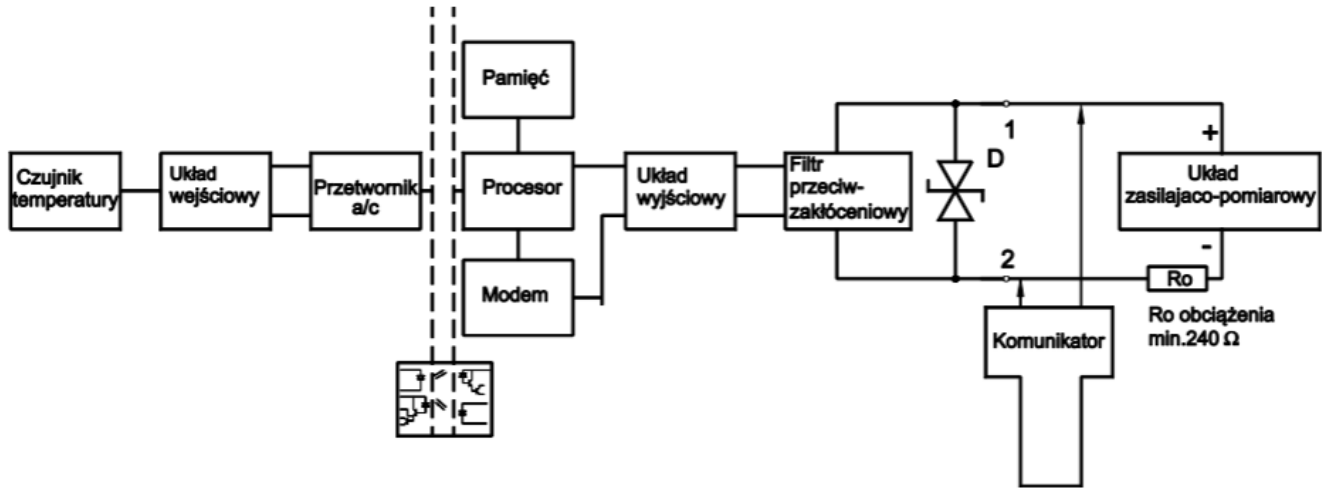 Czujnik
temperatury
Układ
wejściowy
Przetwornik
a/c
Pamięć
Procesor
Modem
Układ
wyjściowy
Filtr
przeciw-
zakłóceniowy
D
1
2
+
Układ
zasilajaco-pomiarowy
-
Ro
Ro obciążenia
min.240 Ω
Komunikator